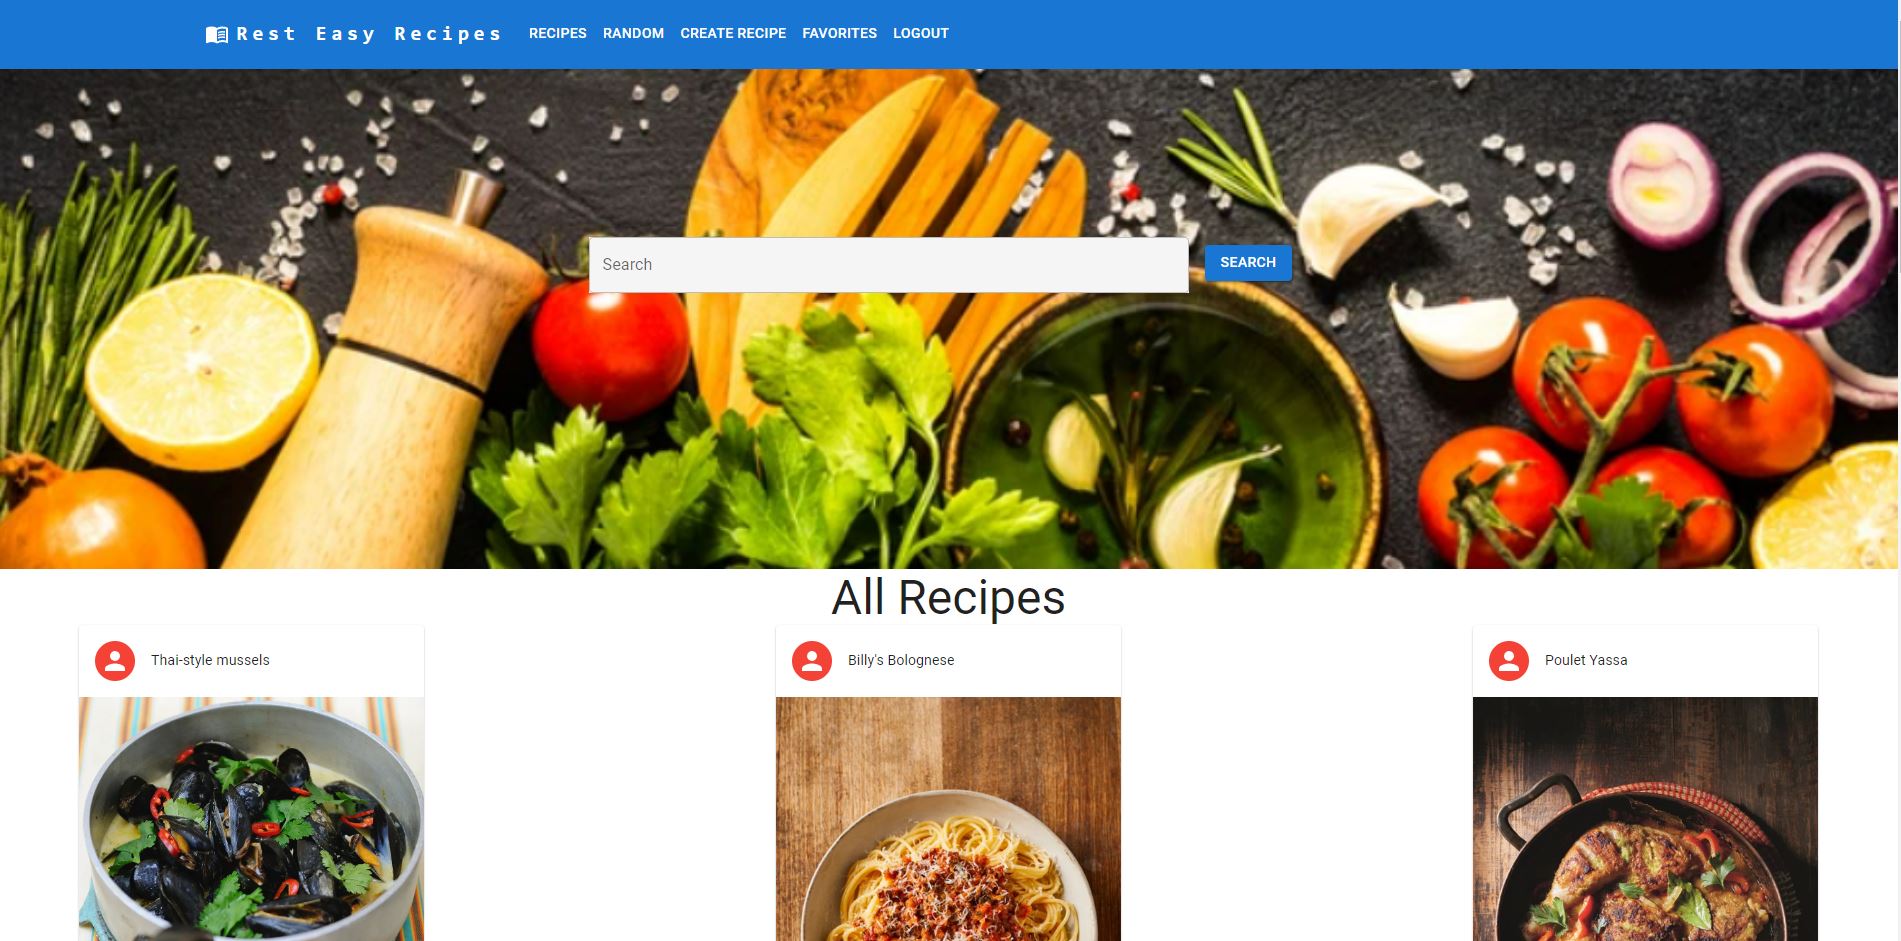 Rest Easy Recipes RECIPES RANDOM CREATE RECIPE FAVORITES LOGOUT
Search SEARCH
All Recipes
Thai-style mussels
Billy's Bolognese
Poulet Yassa